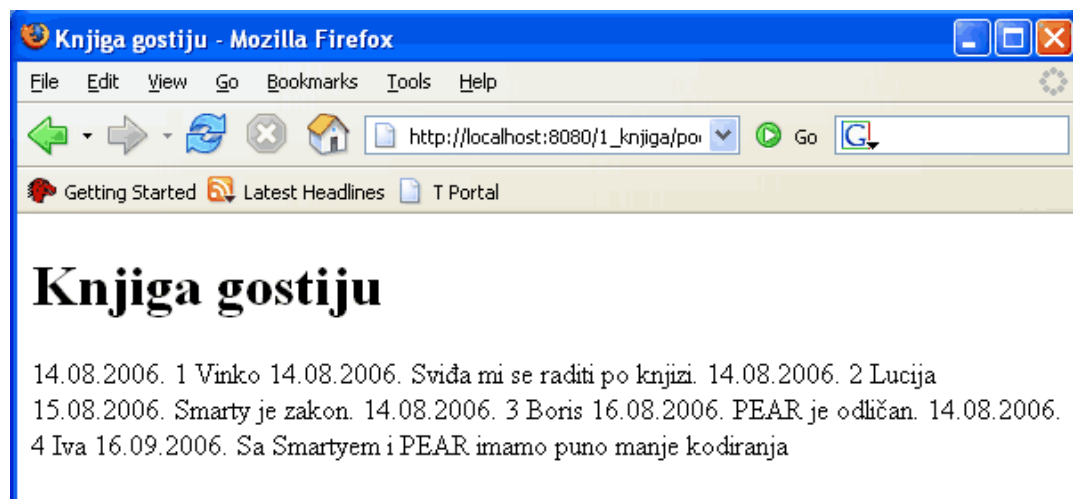 Knjiga gostiju - Mozilla Firefox
File Edit View Go Bookmarks Tools Help
http://localhost:8080/1_knjiga/po Go G
Getting Started Latest Headlines T Portal
Knjiga gostiju
14.08.2006. 1 Vinko 14.08.2006. Sviđa mi se raditi po knjizi. 14.08.2006. 2 Lucija
15.08.2006. Smarty je zakon. 14.08.2006. 3 Boris 16.08.2006. PEAR je odličan. 14.08.2006.
4 Iva 16.09.2006. Sa Smartyem i PEAR imamo puno manje kodiranja